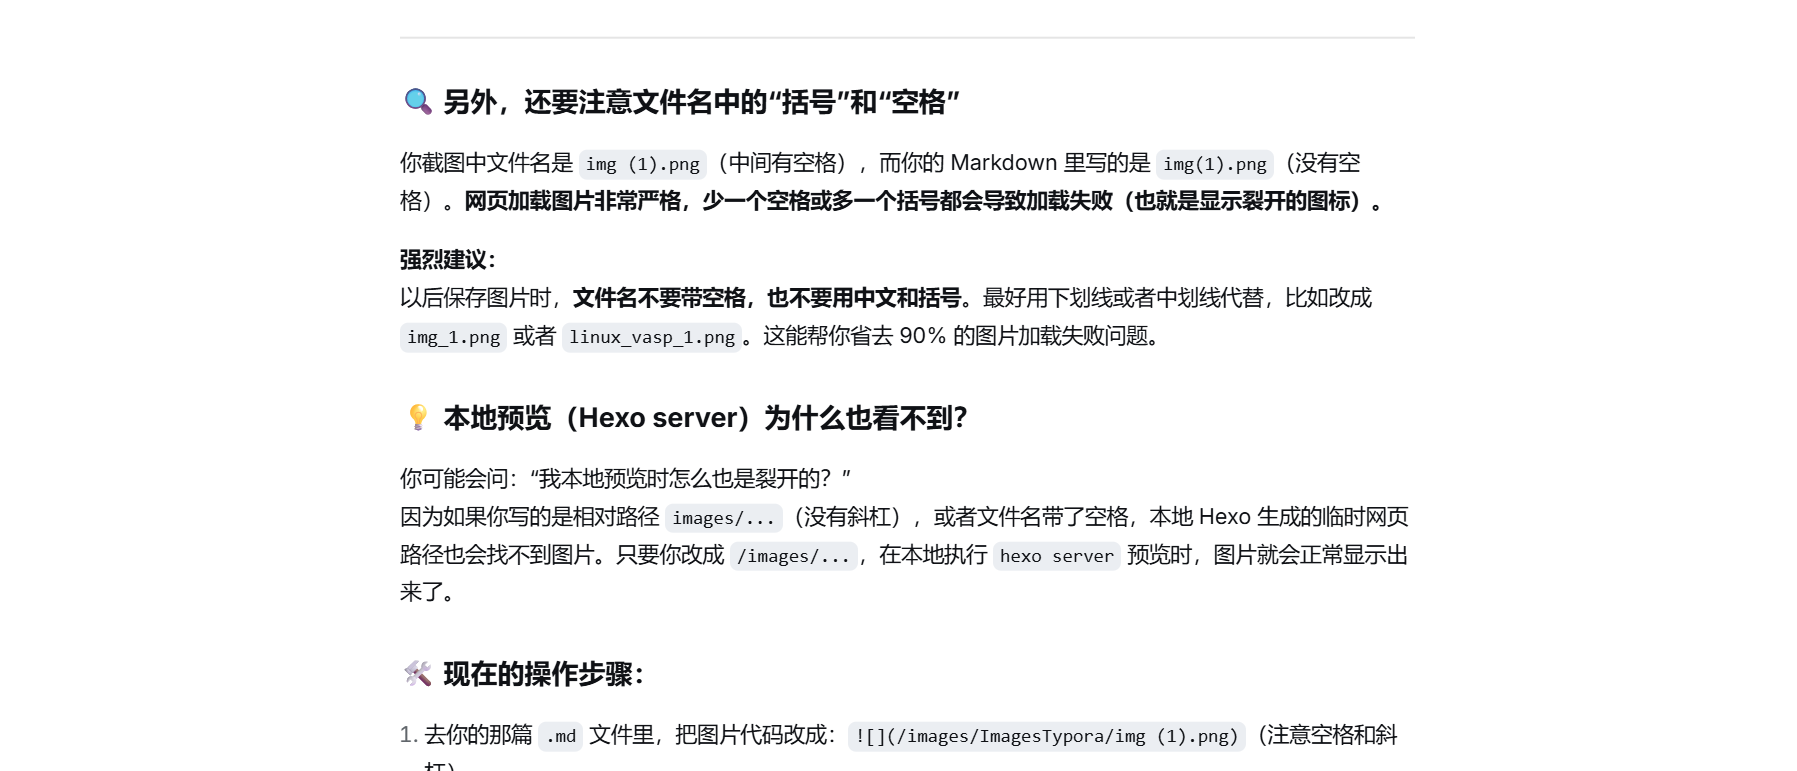 🔍 另外，还要注意文件名中的“括号”和“空格”
你截图中文件名是 img (1).png（中间有空格），而你的 Markdown 里写的是 img(1).png（没有空
格）。网页加载图片非常严格，少一个空格或多一个括号都会导致加载失败（也就是显示裂开的图标）。
强烈建议：
以后保存图片时，文件名不要带空格，也不要用中文和括号。最好用下划线或者中划线代替，比如改成
img_1.png 或者 linux_vasp_1.png。这能帮你省去 90% 的图片加载失败问题。
💡 本地预览（Hexo server）为什么也看不到？
你可能会问：“我本地预览时怎么也是裂开的？”
因为如果你写的是相对路径 images/...（没有斜杠），或者文件名带了空格，本地 Hexo 生成的临时网页
路径也会找不到图片。只要你改成 /images/...，在本地执行 hexo server 预览时，图片就会正常显示出
来了。
🛠️ 现在的操作步骤：
1. 去你的那篇 .md 文件里，把图片代码改成：![](/images/ImagesTypora/img (1).png)（注意空格和斜